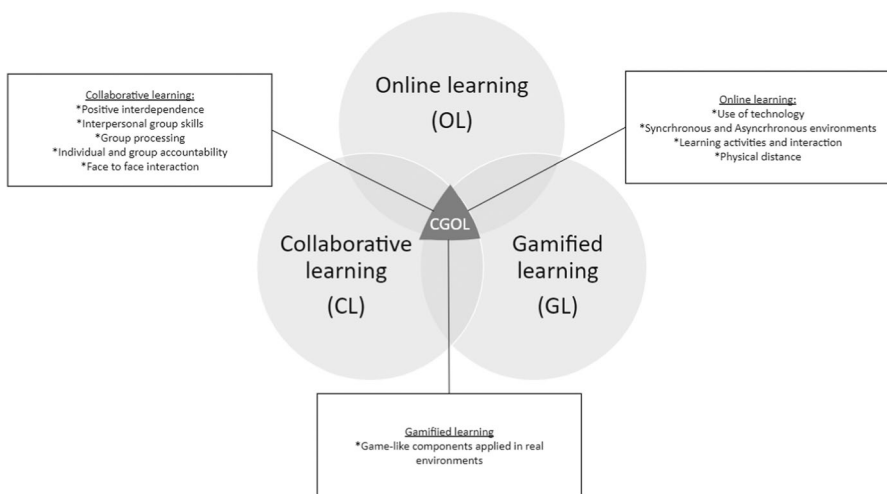 Online learning
(OL)
Collaborative learning:
*Positive interdependence
*Interpersonal group skills
*Group processing
*Individual and group accountability
*Face to face interaction
Online learning:
*Use of technology
*Syncrhronous and Asyncrhronous environments
*Learning activities and interaction
*Physical distance
CGOL
Collaborative
learning
(CL)
Gamified
learning
(GL)
Gamifiied learning
*Game-like components applied in real
environments